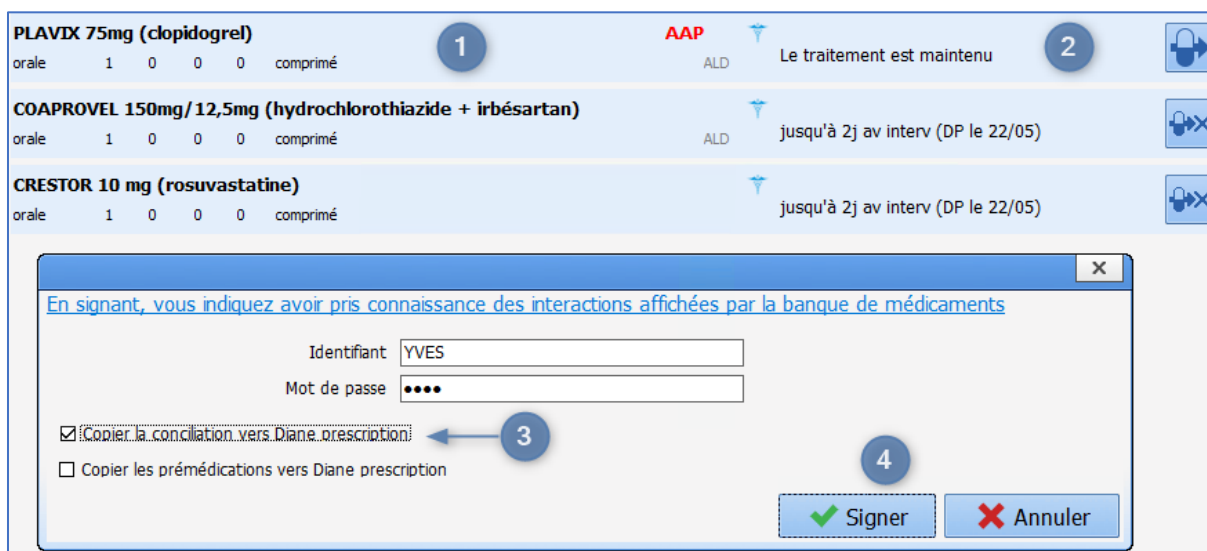 PLAVIX 75mg (clopidogrel) 1 AAP 2
orale 1 0 0 0 comprimé ALD Le traitement est maintenu
COAPROVEL 150mg/12,5mg (hydrochlorothiazide + irbésartan)
orale 1 0 0 0 comprimé ALD jusqu'à 2j av interv (DP le 22/05)
CRESTOR 10 mg (rosuvastatine)
orale 1 0 0 0 comprimé jusqu'à 2j av interv (DP le 22/05)
En signant, vous indiquez avoir pris connaissance des interactions affichées par la banque de médicaments
Identifiant YVES
Mot de passe ••••
Copier la conciliation vers Diane prescription 3
Copier les prémédications vers Diane prescription
4
Signer Annuler